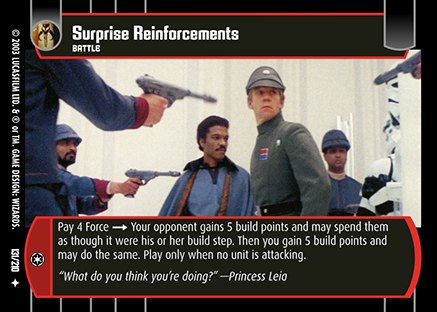 Surprise Reinforcements
BATTLE
Pay 4 Force → Your opponent gains 5 build points and may spend them
as though it were his or her build step. Then you gain 5 build points and
may do the same. Play only when no unit is attacking.
“What do you think you're doing?” —Princess Leia
© 2003 LUCASFILM LTD. & ® or TM. GAME DESIGN: WIZARDS.